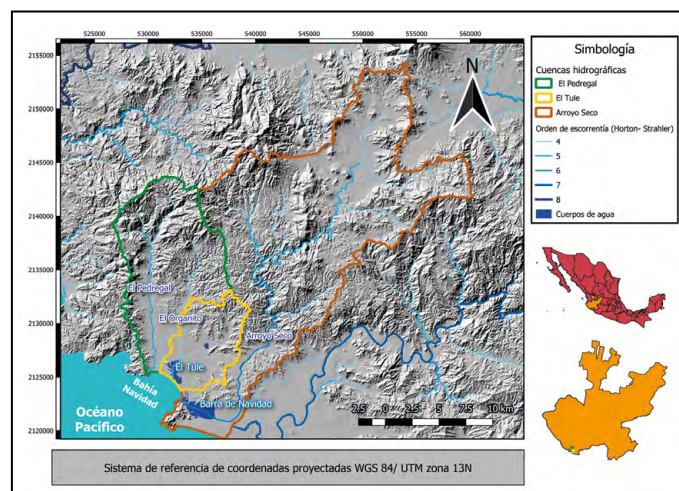 525000 530000 535000 540000 545000 550000 555000 560000
2155000
2150000
2145000
2140000
2135000
2130000
2125000
2120000
N
El Pedregal
El Organito
Arroyo Seco
El Tule
Bahía
Navidad
Barra de Navidad
Océano
Pacífico
2.5 0 2.5 5 7.5 10 km
Simbología
Cuencas hidrográficas
El Pedregal
El Tule
Arroyo Seco
Orden de escorrentía (Horton- Strahler)
4
5
6
7
8
Cuerpos de agua
Sistema de referencia de coordenadas proyectadas WGS 84/ UTM zona 13N